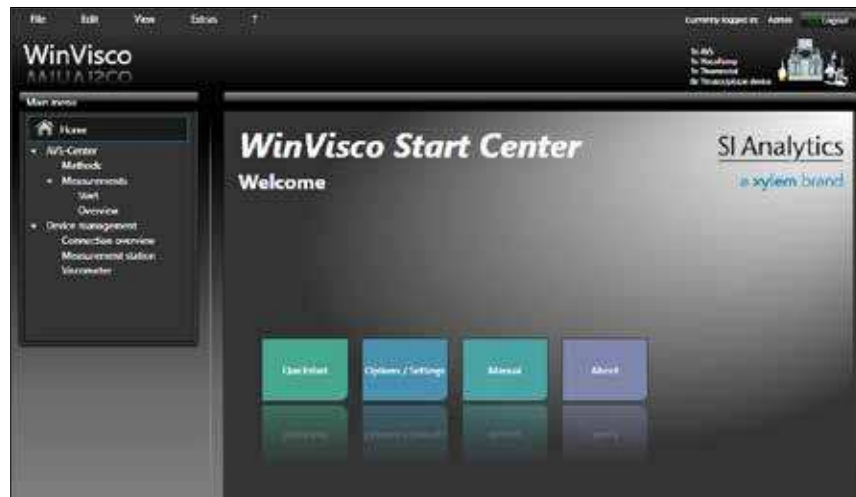 File Edit View Extras ?
Currently logged in: Admin Logout
WinVisco
1x AVS
Main menu
Home
AVS-Center
Methods
Measurements
Start
Overview
Device management
Connection overview
Measurement station
Viscometer
WinVisco Start Center
Welcome
SI Analytics
a xylem brand
Quickstart
Options / Settings
Manual
About